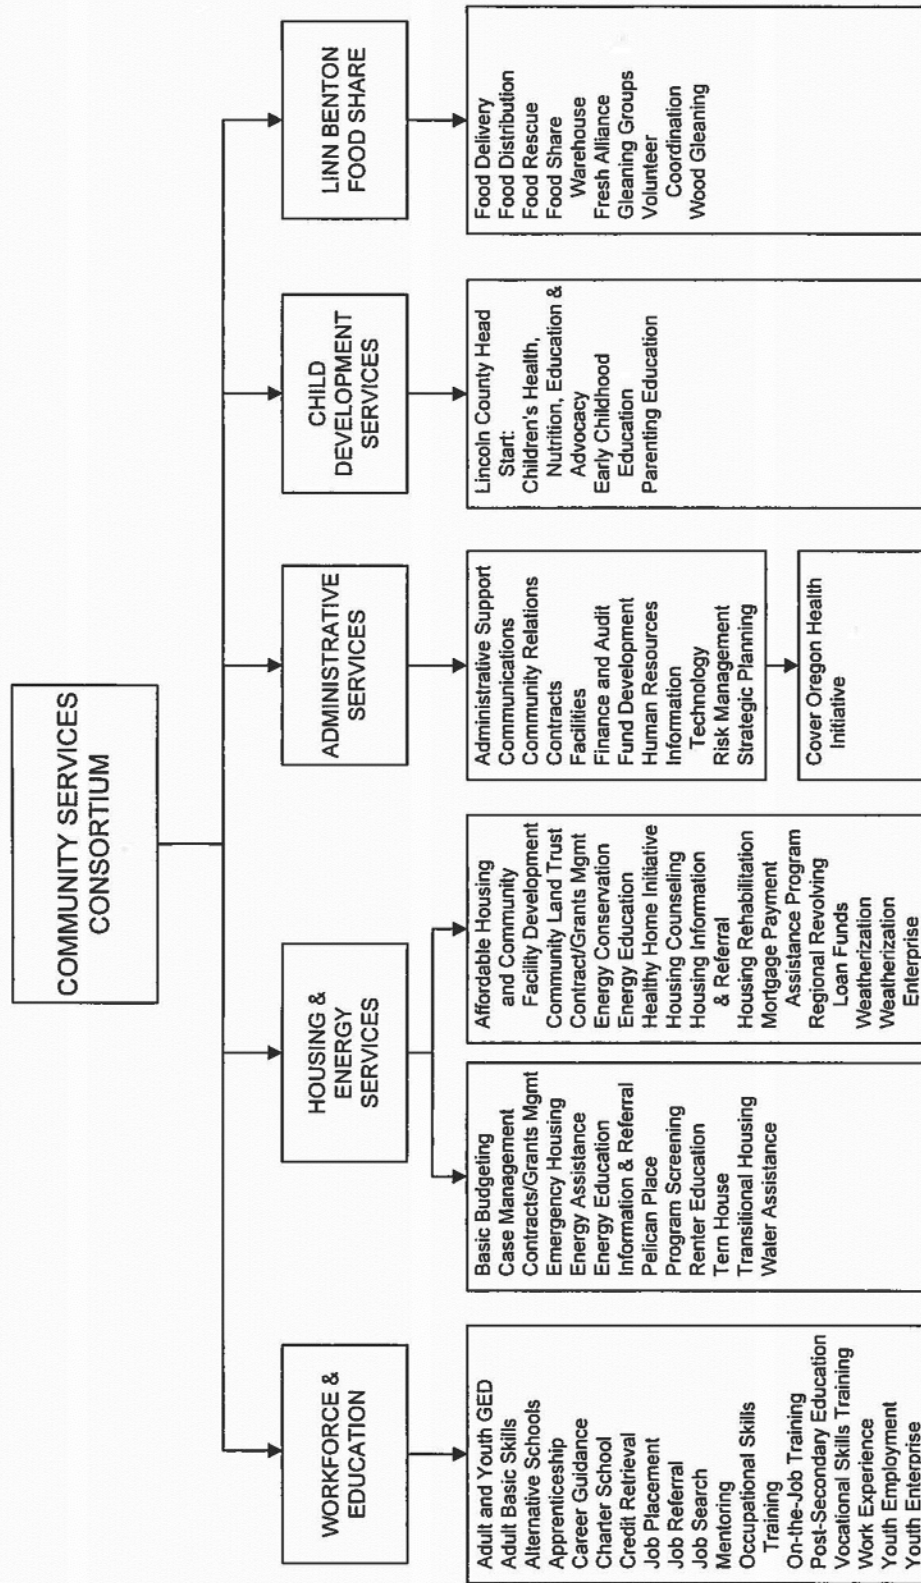 COMMUNITY SERVICES
CONSORTIUM
WORKFORCE &
EDUCATION
HOUSING &
ENERGY
SERVICES
ADMINISTRATIVE
SERVICES
CHILD
DEVELOPMENT
SERVICES
LINN BENTON
FOOD SHARE
Adult and Youth GED
Adult Basic Skills
Alternative Schools
Apprenticeship
Career Guidance
Charter School
Credit Retrieval
Job Placement
Job Referral
Job Search
Mentoring
Occupational Skills
Training
On-the-Job Training
Post-Secondary Education
Vocational Skills Training
Work Experience
Youth Employment
Youth Enterprise
Basic Budgeting
Case Management
Contracts/Grants Mgmt
Emergency Housing
Energy Assistance
Energy Education
Information & Referral
Pelican Place
Program Screening
Renter Education
Tern House
Transitional Housing
Water Assistance
Affordable Housing
and Community
Facility Development
Community Land Trust
Contract/Grants Mgmt
Energy Conservation
Energy Education
Healthy Home Initiative
Housing Counseling
Housing Information
& Referral
Housing Rehabilitation
Mortgage Payment
Assistance Program
Regional Revolving
Loan Funds
Weatherization
Weatherization
Enterprise
Administrative Support
Communications
Community Relations
Contracts
Facilities
Finance and Audit
Fund Development
Human Resources
Information
Technology
Risk Management
Strategic Planning
Cover Oregon Health
Initiative
Lincoln County Head
Start:
Children's Health,
Nutrition, Education &
Advocacy
Early Childhood
Education
Parenting Education
Food Delivery
Food Distribution
Food Rescue
Food Share
Warehouse
Fresh Alliance
Gleaning Groups
Volunteer
Coordination
Wood Gleaning